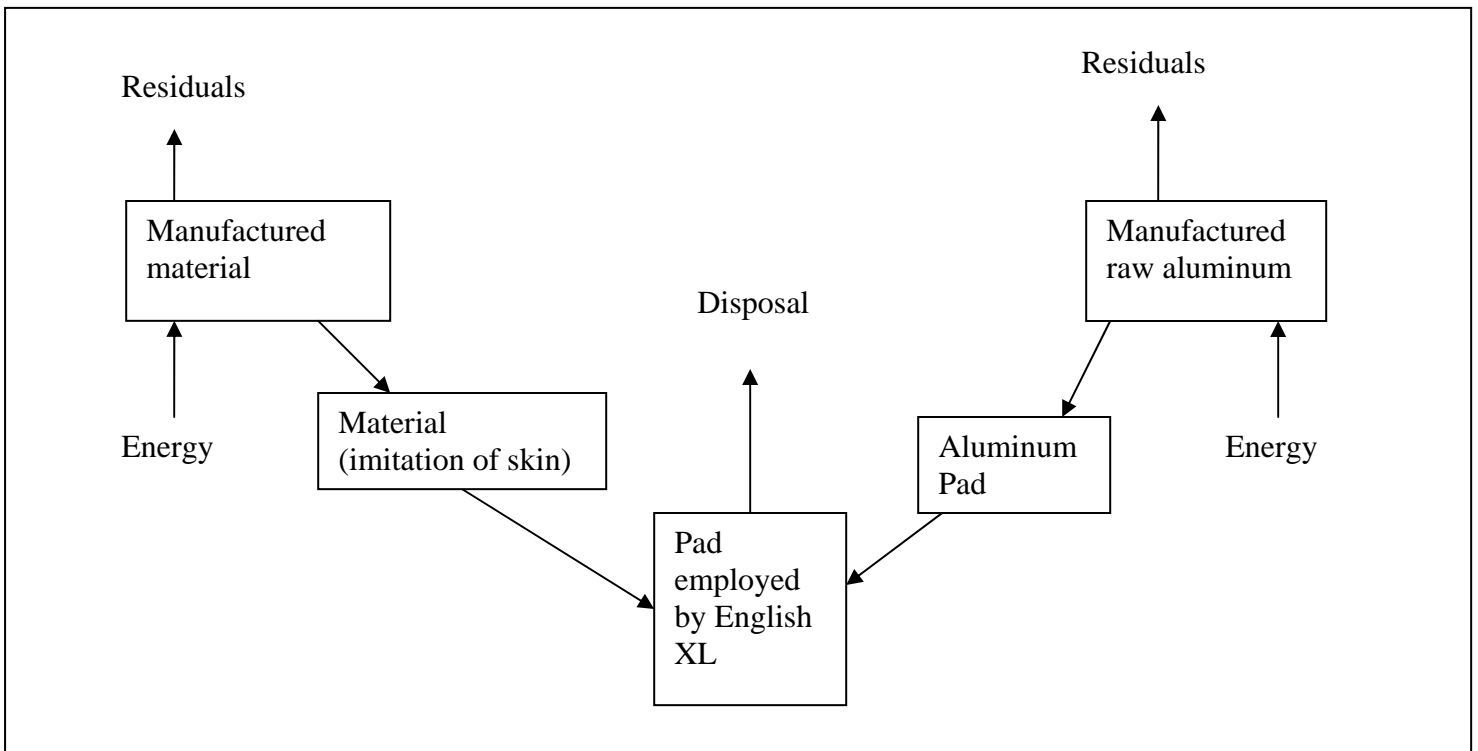 Residuals
Residuals
Manufactured
material
Manufactured
raw aluminum
Disposal
Energy
Material
(imitation of skin)
Aluminum
Pad
Energy
Pad
employed
by English
XL